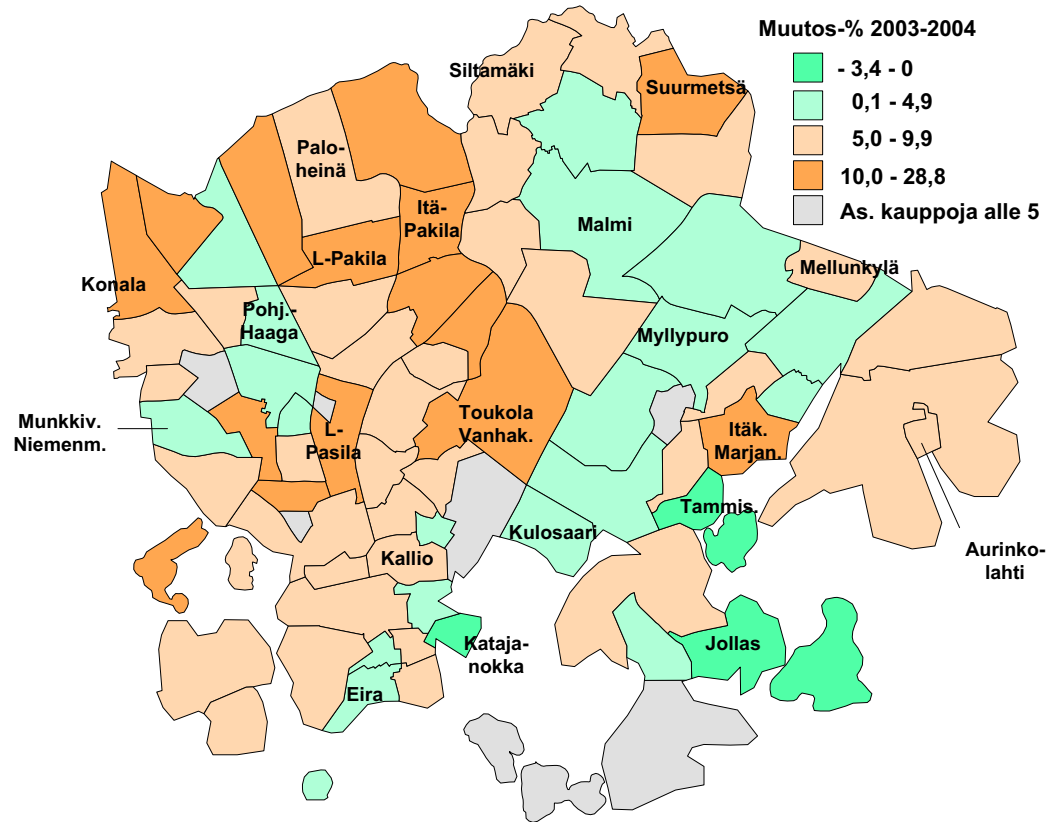 Muutos-% 2003-2004
- 3,4 - 0
0,1 - 4,9
5,0 - 9,9
10,0 - 28,8
As. kauppoja alle 5
Siltamäki
Suurmetsä
Palo-
heinä
Itä-
Pakila
Malmi
L-Pakila
Mellunkylä
Konala
Pohj.-
Haaga
Myllypuro
Munkkiv.
Niemenm.
L-
Pasila
Toukola
Vanhak.
Itäk.
Marjan.
Tammis.
Kulosaari
Aurinko-
lahti
Kallio
Kataja-
nokka
Jollas
Eira